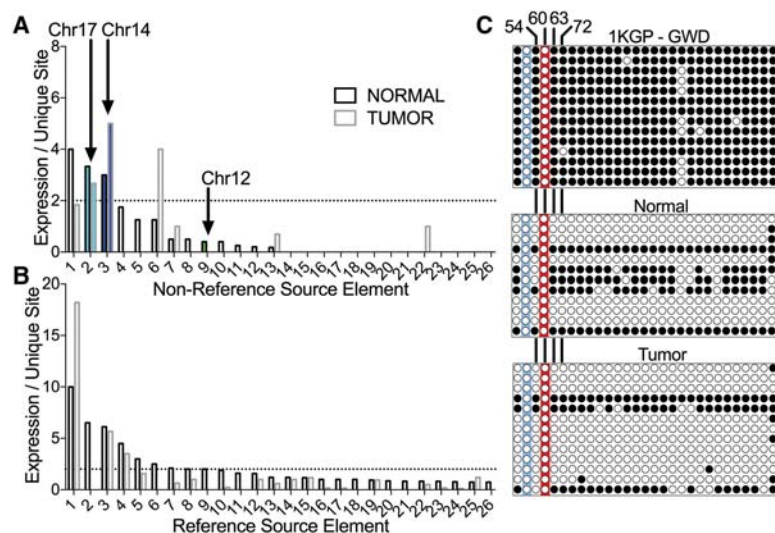 A
Chr17 Chr14
8
6
4
2
0
Expression / Unique Site
NORMAL
TUMOR
Chr12
1 2 3 4 5 6 7 8 9 10 11 12 13 14 15 16 17 18 19 20 21 22 23 24 25 26
Non-Reference Source Element
B
20
15
10
5
0
Expression / Unique Site
1 2 3 4 5 6 7 8 9 10 11 12 13 14 15 16 17 18 19 20 21 22 23 24 25 26
Reference Source Element
C
54 60 63 72
1KGP - GWD
Normal
Tumor